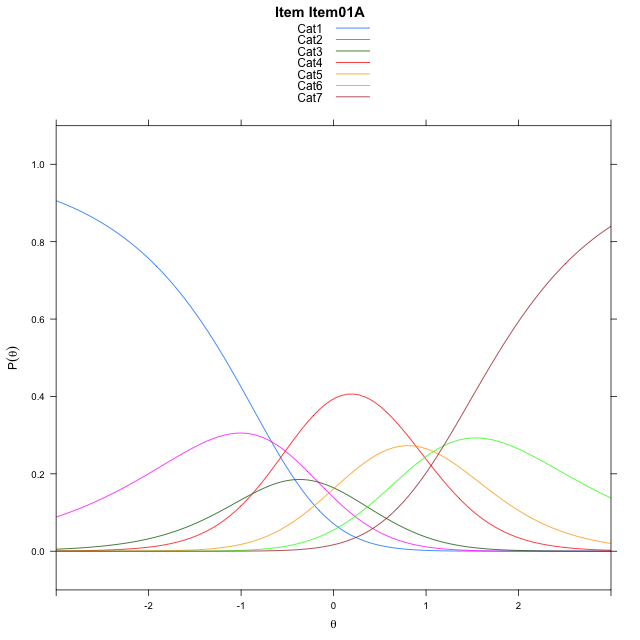 Item Item01A
Cat1
Cat2
Cat3
Cat4
Cat5
Cat6
Cat7
1.0
0.8
0.6
0.4
0.2
0.0
P(θ)
-2 -1 0 1 2
θ